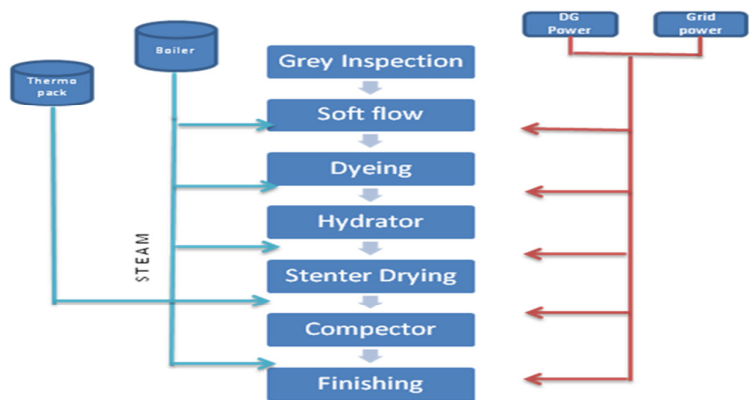 Boiler
Thermo
pack
DG
Power
Grid
power
Grey Inspection
Soft flow
Dyeing
Hydrator
Stenter Drying
Compector
Finishing
STEAM